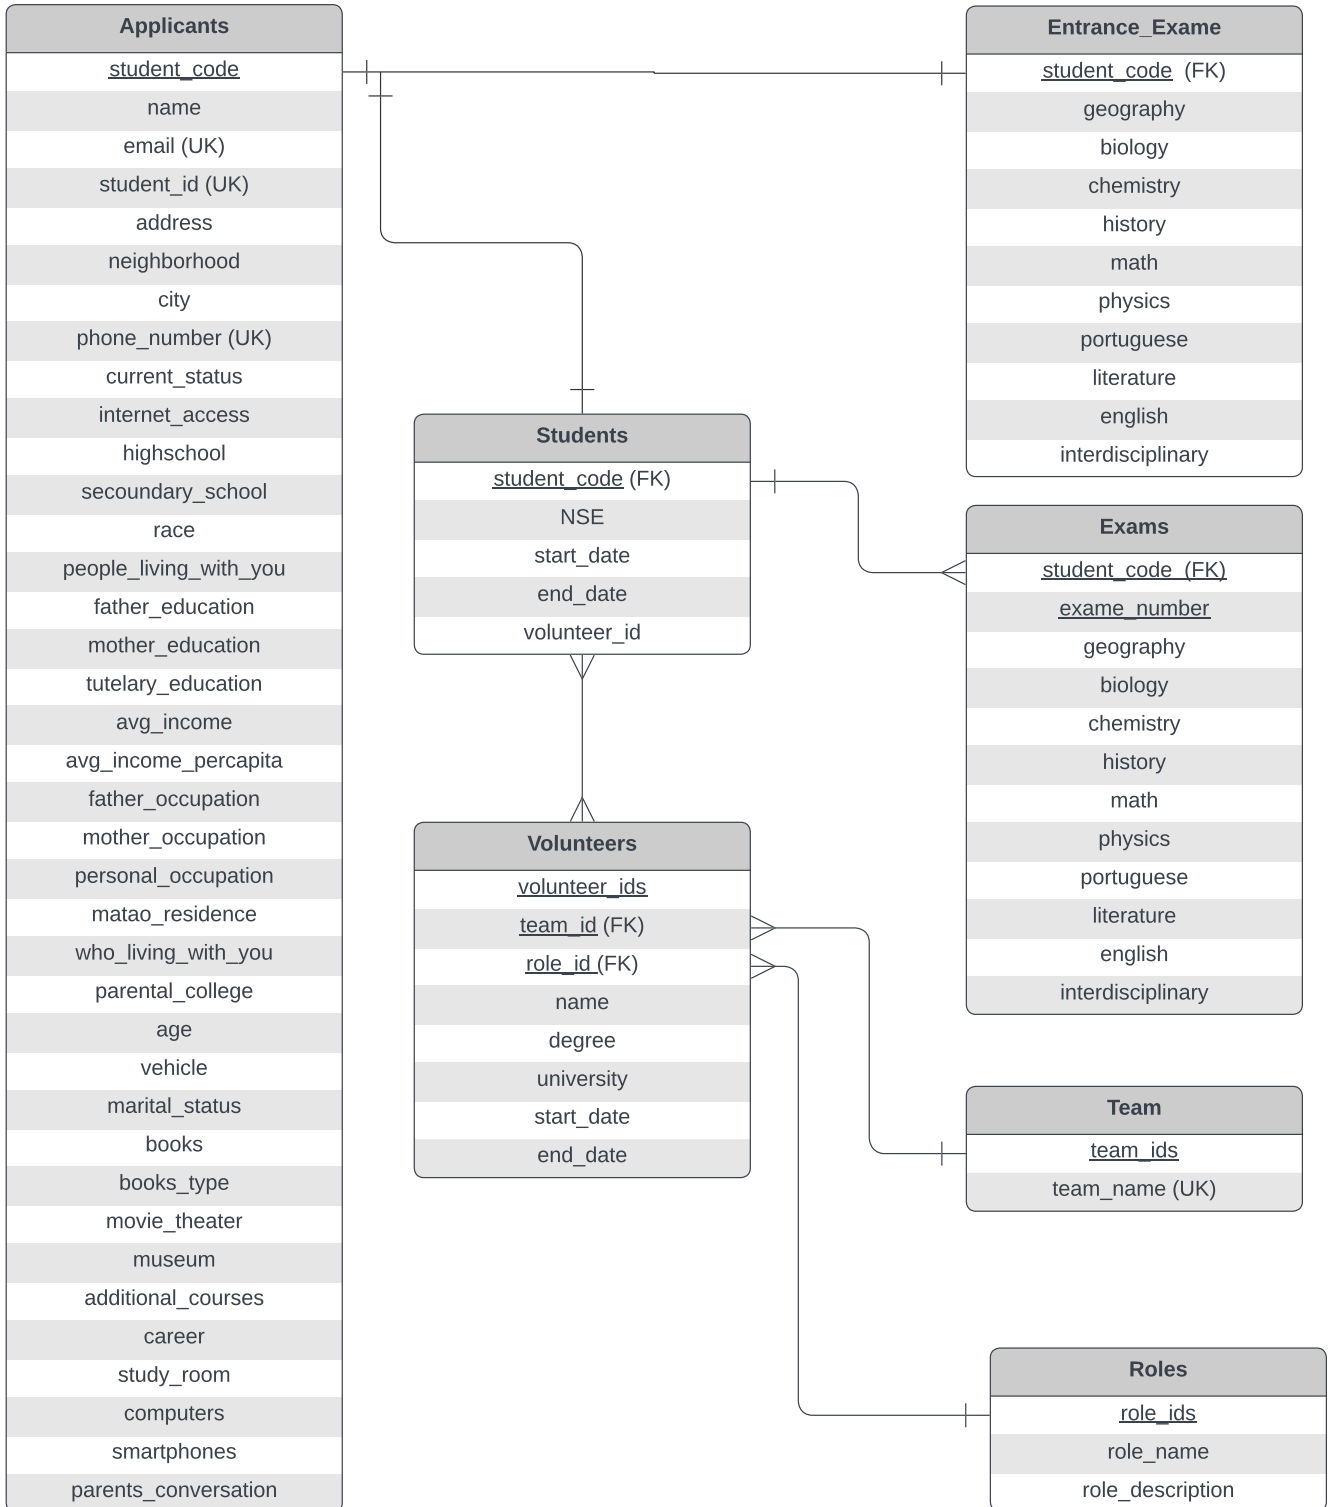 Applicants
student_code
name
email (UK)
student_id (UK)
address
neighborhood
city
phone_number (UK)
current_status
internet_access
highschool
secoundary_school
race
people_living_with_you
father_education
mother_education
tutelary_education
avg_income
avg_income_percapita
father_occupation
mother_occupation
personal_occupation
matao_residence
who_living_with_you
parental_college
age
vehicle
marital_status
books
books_type
movie_theater
museum
additional_courses
career
study_room
computers
smartphones
parents_conversation
Students
student_code (FK)
NSE
start_date
end_date
volunteer_id
Volunteers
volunteer_ids
team_id (FK)
role_id (FK)
name
degree
university
start_date
end_date
Entrance_Exame
student_code (FK)
geography
biology
chemistry
history
math
physics
portuguese
literature
english
interdisciplinary
Exams
student_code (FK)
exame_number
geography
biology
chemistry
history
math
physics
portuguese
literature
english
interdisciplinary
Team
team_ids
team_name (UK)
Roles
role_ids
role_name
role_description